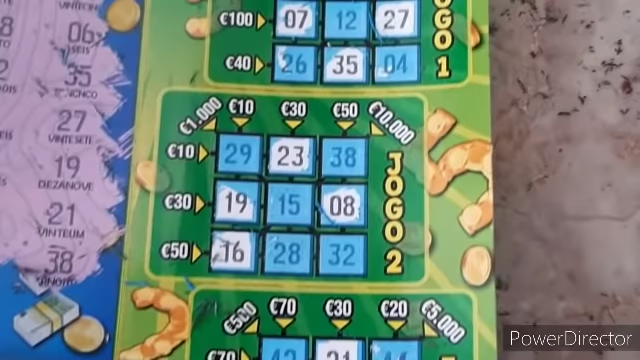 VINTECIN
06
SEIS
35
27
VINTESETE
19
DEZANOVE
21
VINTEUM
38
€100 07 12 27
€40 26 35 04
JOGO 1
€1.000 €10 €30 €50 €10.000
€10 29 23 38
€30 19 15 08
€50 16 28 32
JOGO 2
€500 €70 €30 €20 €5.000
€70
PowerDirector